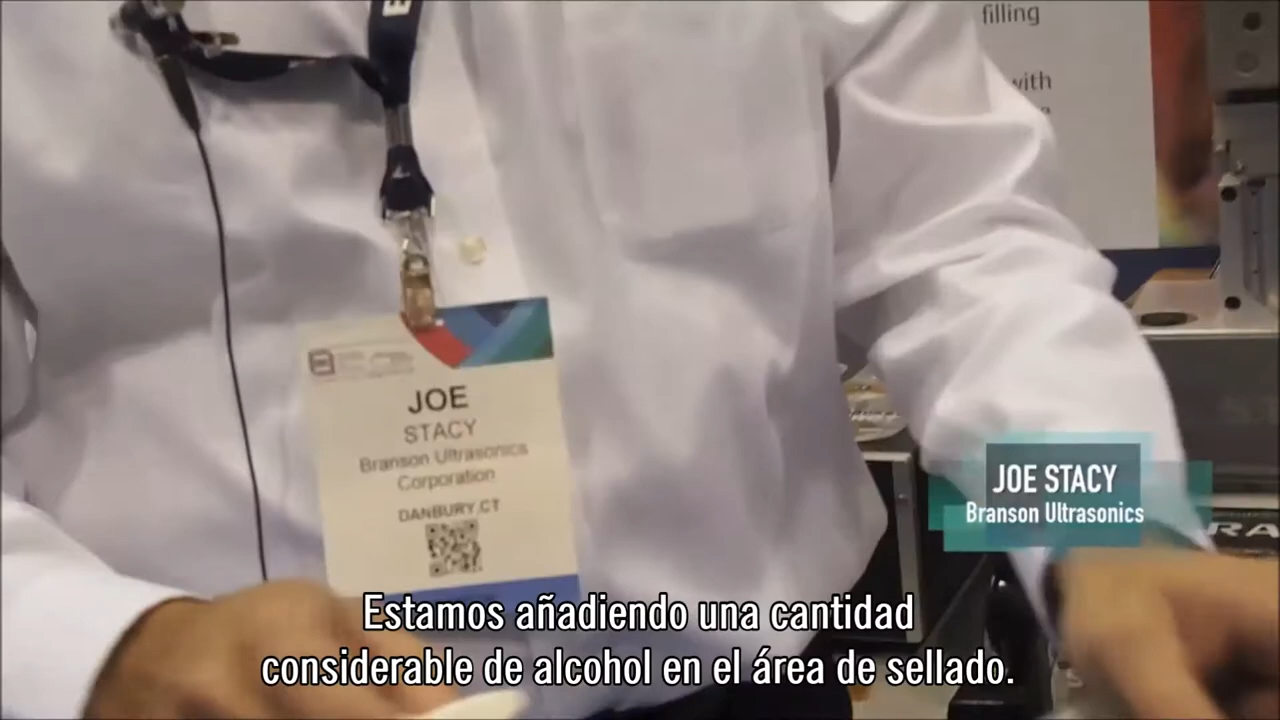 filling
with
JOE
STACY
Branson Ultrasonics
Corporation
DANBURY, CT
JOE STACY
Branson Ultrasonics
RA
Estamos añadiendo una cantidad
considerable de alcohol en el área de sellado.